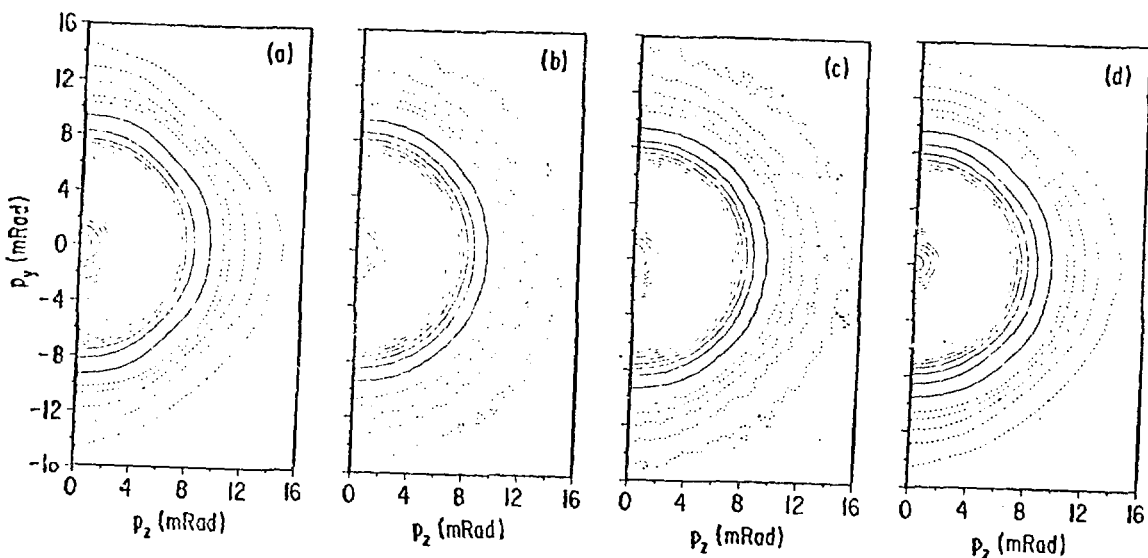 16
12
8
4
0
-4
-8
-12
-16
p_y (mRad)
(a)
0 4 8 12 16
p_z (mRad)
(b)
0 4 8 12 16
p_z (mRad)
(c)
0 4 8 12 16
p_z (mRad)
(d)
0 4 8 12 16
p_z (mRad)